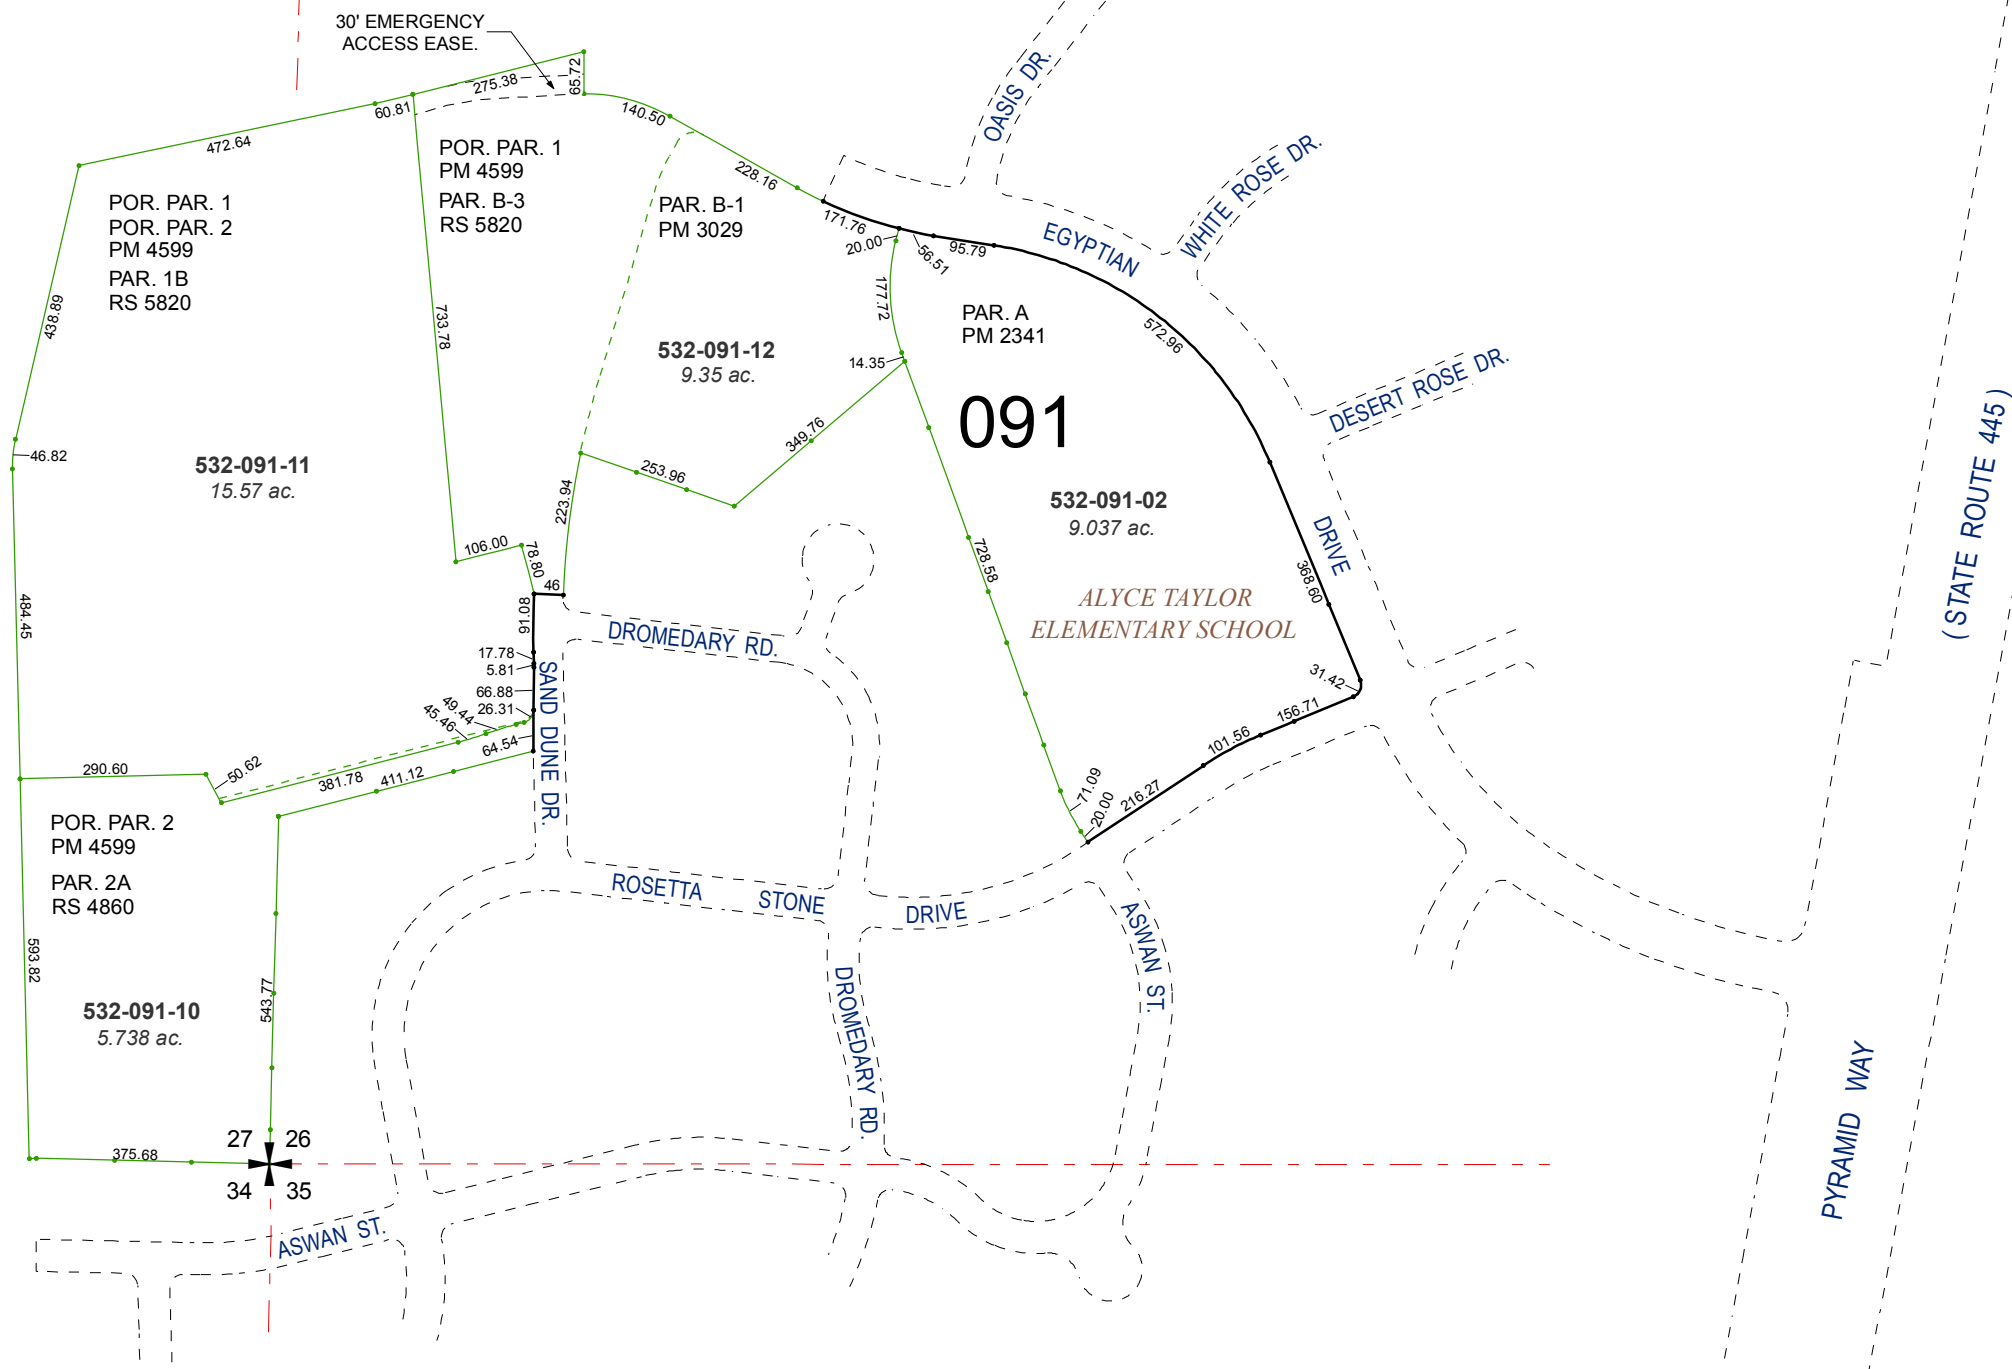 30' EMERGENCY
ACCESS EASE.
275.38
65.72
60.81
140.50
472.64
228.16
POR. PAR. 1
POR. PAR. 2
PM 4599
PAR. 1B
RS 5820
POR. PAR. 1
PM 4599
PAR. B-3
RS 5820
PAR. B-1
PM 3029
OASIS DR.
WHITE ROSE DR.
EGYPTIAN
171.76
20.00
56.51
95.79
177.72
14.35
572.96
PAR. A
PM 2341
091
DESERT ROSE DR.
438.89
733.78
532-091-12
9.35 ac.
349.76
253.96
46.82
532-091-11
15.57 ac.
223.94
532-091-02
9.037 ac.
DRIVE
(STATE ROUTE 445)
106.00
78.80
46
91.08
728.58
368.60
484.45
ALYCE TAYLOR
ELEMENTARY SCHOOL
DROMEDARY RD.
17.78
5.81
66.88
26.31
49.44
45.46
64.54
SAND DUNE DR.
31.42
156.71
101.56
216.27
71.09
20.00
290.60
50.62
381.78
411.12
POR. PAR. 2
PM 4599
PAR. 2A
RS 4860
ROSETTA STONE DRIVE
ASWAN ST.
593.82
543.77
532-091-10
5.738 ac.
DROMEDARY RD.
PYRAMID WAY
27 26
375.68
34 35
ASWAN ST.